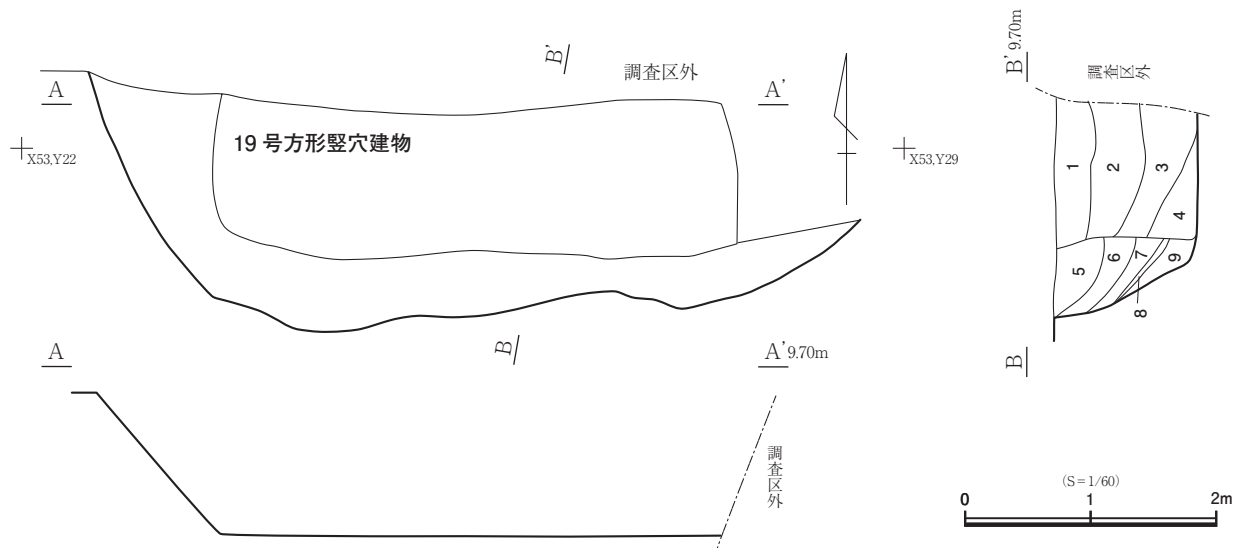 A
B'
調査区外
A'
X53,Y22
19号方形竪穴建物
X53,Y29
B
A
A' 9.70m
調査区外
B' 9.70m
調査区外
1
2
3
4
5
6
7
9
8
B
(S=1/60)
0 1 2m